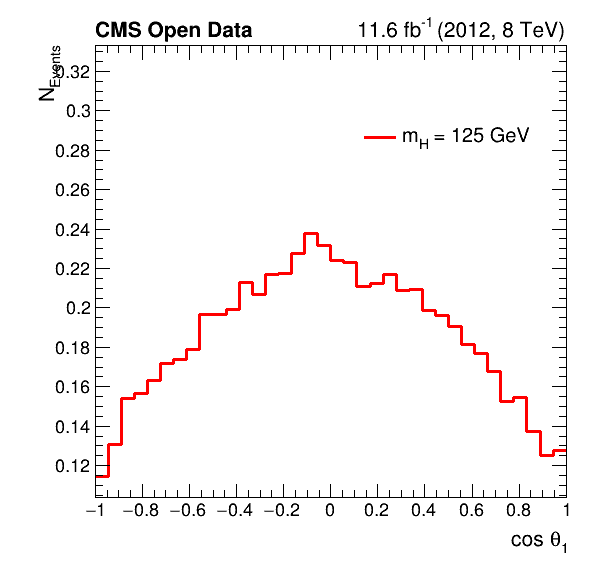 CMS Open Data
11.6 fb⁻¹ (2012, 8 TeV)
N_Events
0.32
0.3
0.28
0.26
0.24
0.22
0.2
0.18
0.16
0.14
0.12
m_H = 125 GeV
−1 −0.8 −0.6 −0.4 −0.2 0 0.2 0.4 0.6 0.8 1
cos θ₁